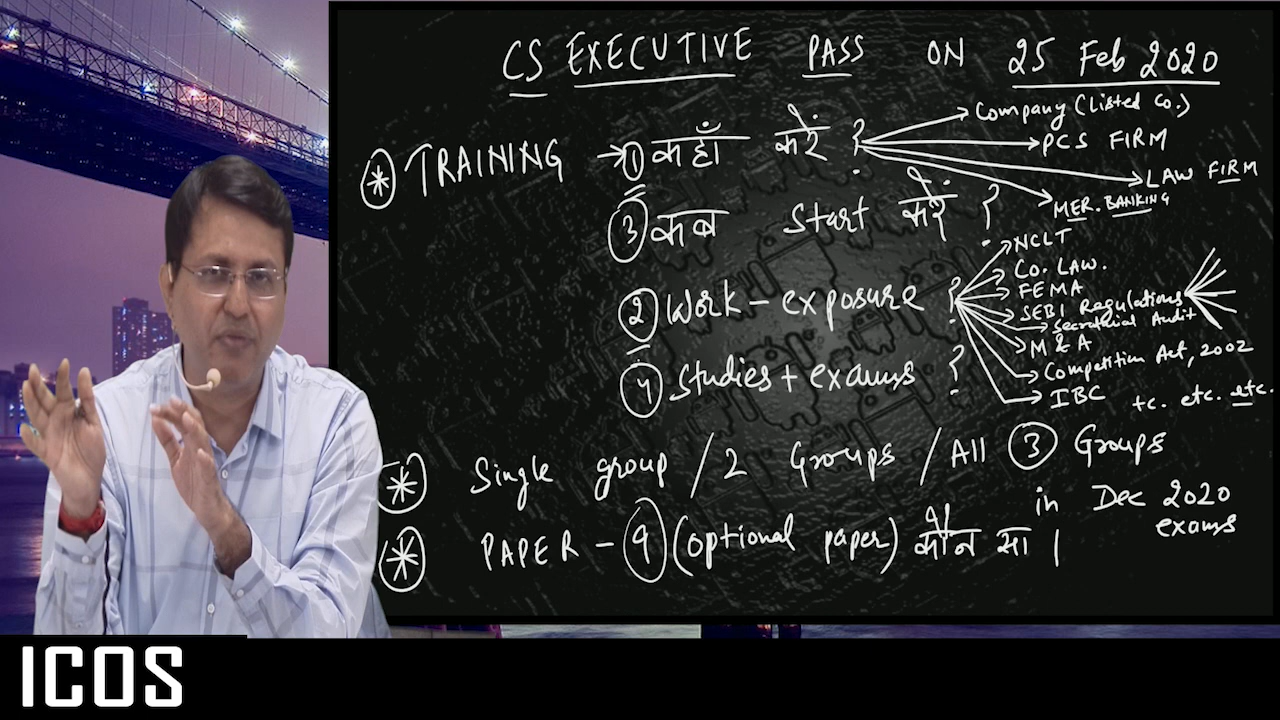 CS EXECUTIVE PASS ON 25 Feb 2020
* TRAINING → ① कहाँ करें ?
Company (Listed Co.)
PCS FIRM
LAW FIRM
MER. BANKING
③ कब Start करें ?
② Work - exposure ?
NCLT
Co. LAW.
FEMA
SEBI Regulations
Secretarial Audit
M & A
Competition Act, 2002
IBC
tc. etc. etc.
④ Studies + exams ?
* Single group / 2 Groups / All ③ Groups
in Dec 2020
exams
* PAPER - 9 (optional paper) कौन सा |
ICOS